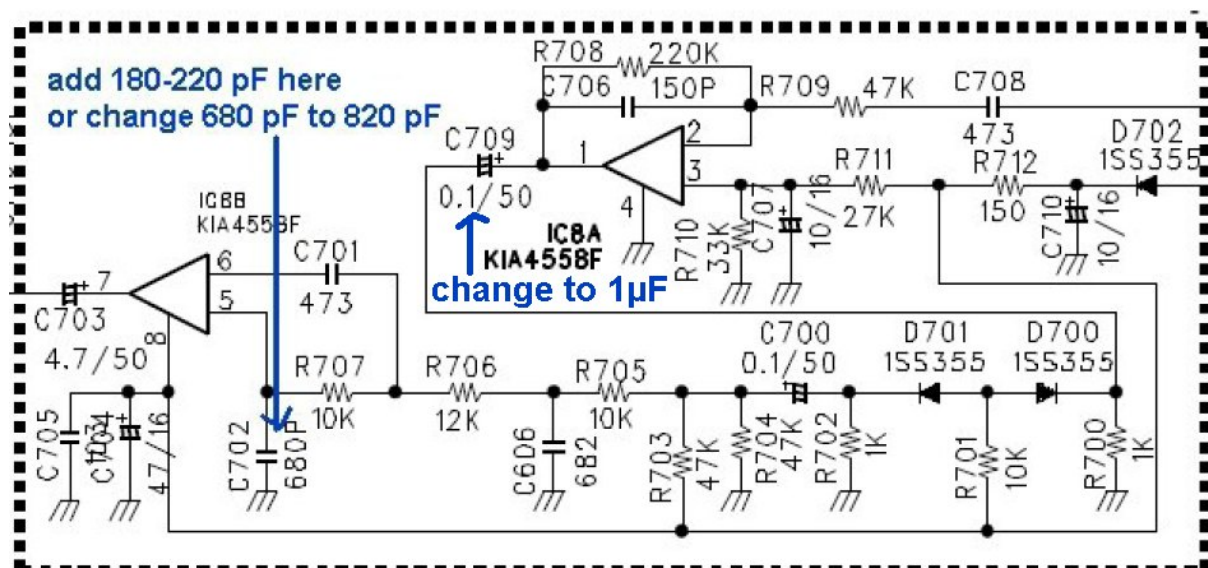 add 180-220 pF here
or change 680 pF to 820 pF
R708 220K
C706 150P
R709 47K
C708
473
D702
1SS355
C709
0.1/50
1
2
3
4
IC8A
KIA4558F
R710
33K
C707
10/16
R711
27K
R712
150
C710
10/16
change to 1µF
IC8B
KIA4558F
C701
473
7
6
5
8
C703
4.7/50
C705
47/16
C702
680P
R707
10K
R706
12K
R705
10K
C606
682
C700
0.1/50
D701
1SS355
D700
1SS355
R703
47K
R704
47K
R702
1K
R701
10K
R700
1K